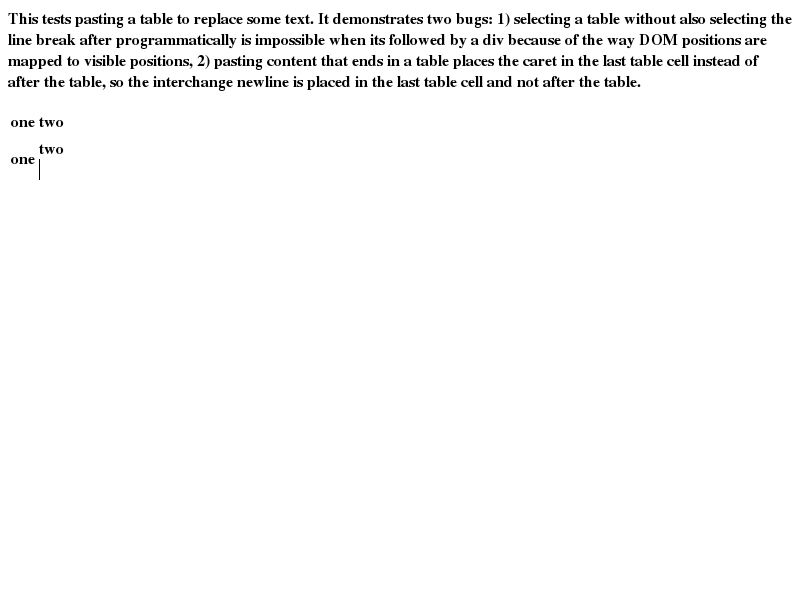 This tests pasting a table to replace some text. It demonstrates two bugs: 1) selecting a table without also selecting the
line break after programmatically is impossible when its followed by a div because of the way DOM positions are
mapped to visible positions, 2) pasting content that ends in a table places the caret in the last table cell instead of
after the table, so the interchange newline is placed in the last table cell and not after the table.
one two
one two